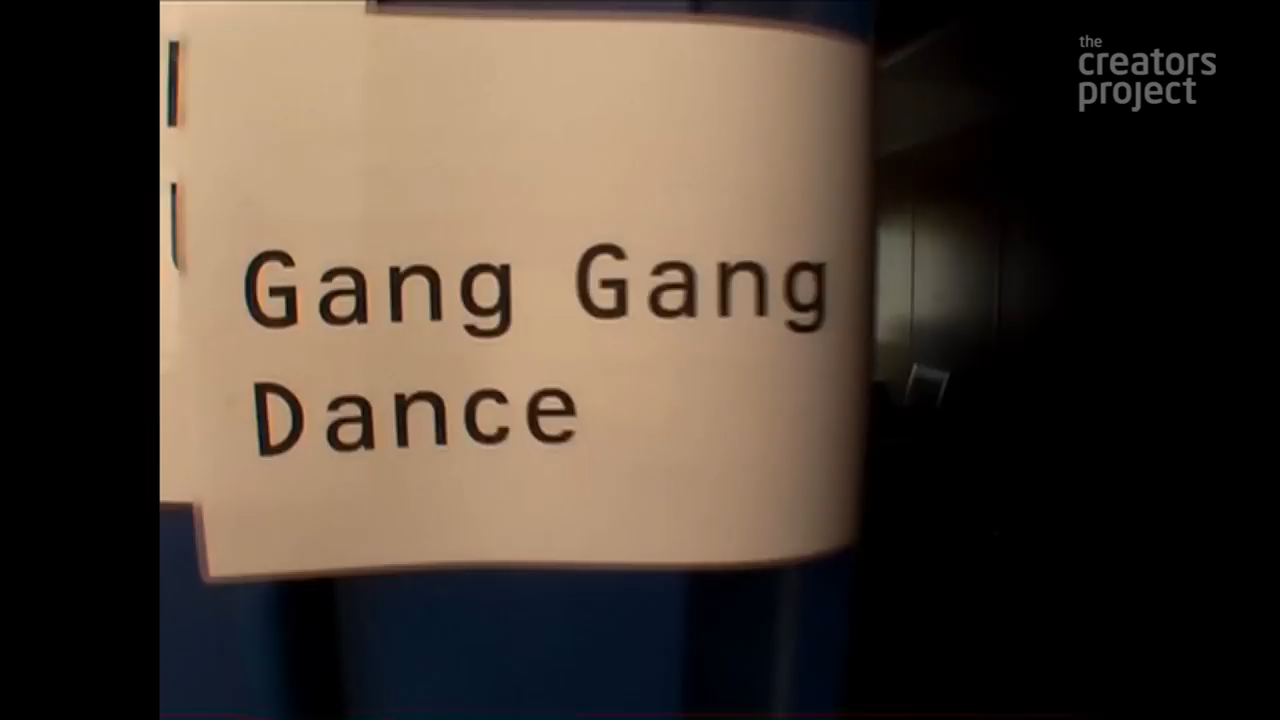 the
creators
project
Gang Gang
Dance